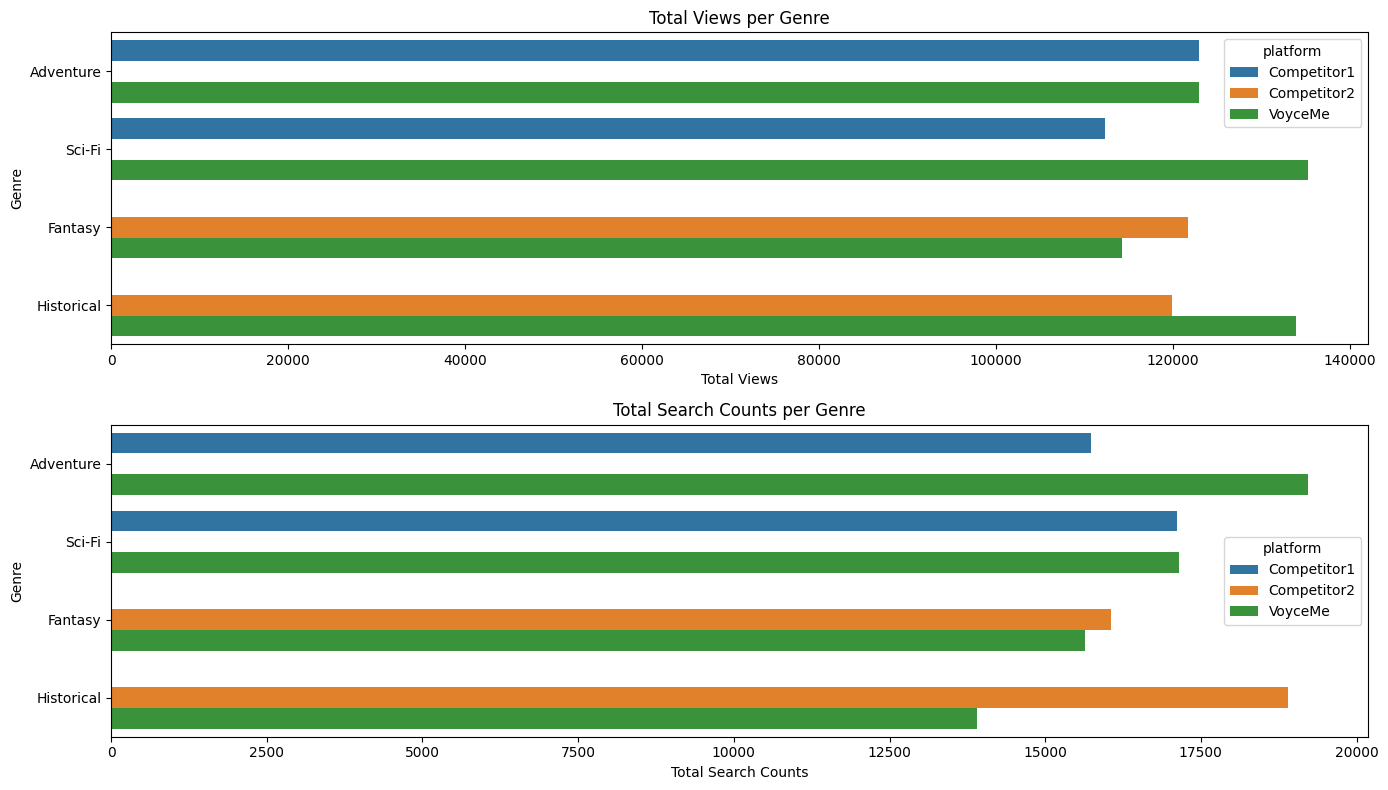 Total Views per Genre
platform
Competitor1
Competitor2
VoyceMe
Genre
Adventure
Sci-Fi
Fantasy
Historical
0 20000 40000 60000 80000 100000 120000 140000
Total Views
Total Search Counts per Genre
Genre
Adventure
Sci-Fi
Fantasy
Historical
platform
Competitor1
Competitor2
VoyceMe
0 2500 5000 7500 10000 12500 15000 17500 20000
Total Search Counts